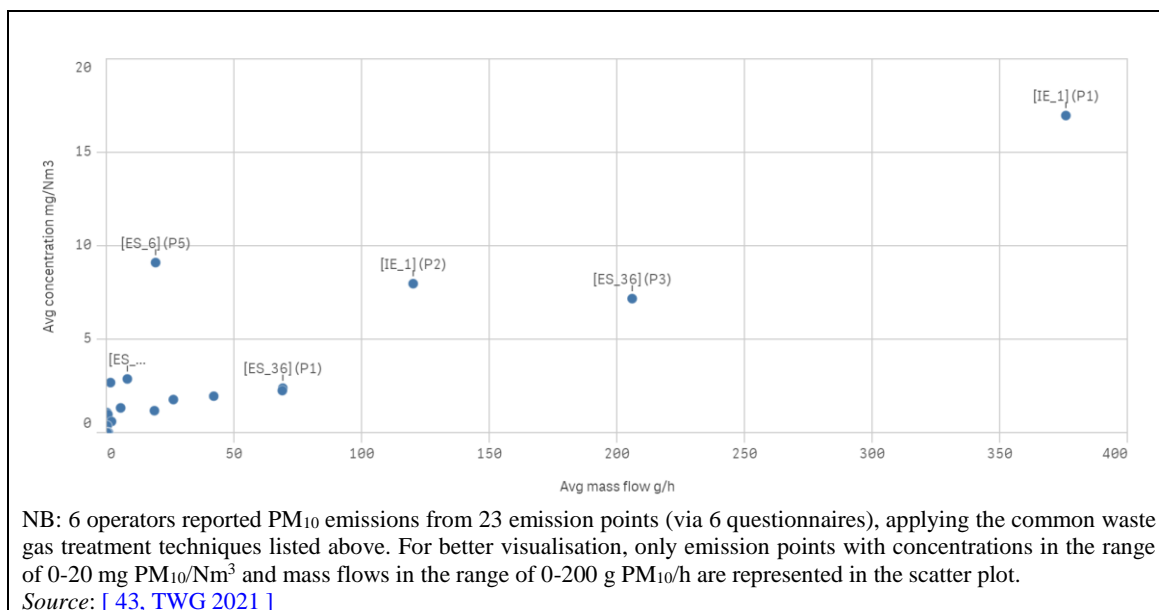 20
[IE_1] (P1)
15
Avg concentration mg/Nm3
10
[ES_6] (P5)
[IE_1] (P2)
[ES_36] (P3)
5
[ES_...
[ES_36] (P1)
0
0 50 100 150 200 250 300 350 400
Avg mass flow g/h
NB: 6 operators reported PM₁₀ emissions from 23 emission points (via 6 questionnaires), applying the common waste
gas treatment techniques listed above. For better visualisation, only emission points with concentrations in the range
of 0-20 mg PM₁₀/Nm³ and mass flows in the range of 0-200 g PM₁₀/h are represented in the scatter plot.
Source: [ 43, TWG 2021 ]